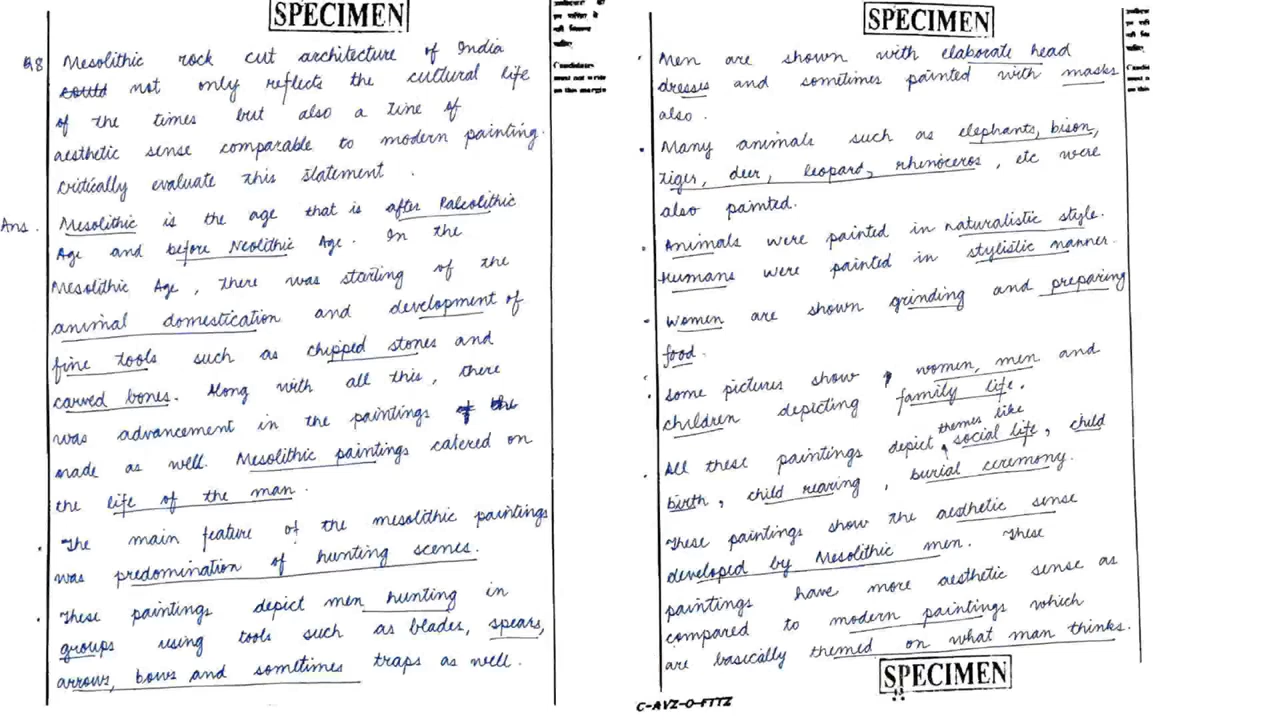 SPECIMEN
Q8 Mesolithic rock cut architecture of India
could not only reflects the cultural life
of the times but also a tine of
aesthetic sense comparable to modern painting.
critically evaluate this statement.
Ans. Mesolithic is the age that is after Paleolithic
Age and before Neolithic Age. In the
Mesolithic Age, there was starting of the
animal domestication and development of
fine tools such as chipped stones and
carved bones. Along with all this, there
was advancement in the paintings of the
made as well. Mesolithic paintings catered on
the life of the man.
. The main feature of the mesolithic paintings
was predomination of hunting scenes.
. These paintings depict men hunting in
groups using tools such as blades, spears,
arrows, bows and sometimes traps as well.
Candidates
must not write
on this margin
SPECIMEN
. Men are shown with elaborate head
dresses and somtimes painted with masks
also.
. Many animals such as elephants, bison,
tiger, deer, leopard, rhinoceros, etc were
also painted.
. Animals were painted in naturalistic style.
Humans were painted in stylistic manner.
. Women are shown grinding and preparing
food.
. Some pictures show women, men and
children depicting family life.
. All these paintings depict themes like social life, child
birth, child rearing, burial ceremony.
These paintings show the aesthetic sense
developed by Mesolithic men. These
paintings have more aesthetic sense as
compared to modern paintings which
are basically themed on what man thinks.
SPECIMEN
C-AVZ-O-FTTZ